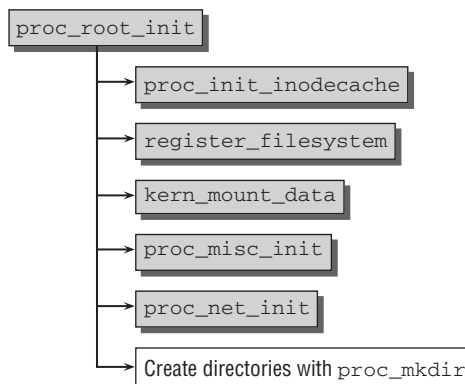 proc_root_init
proc_init_inodecache
register_filesystem
kern_mount_data
proc_misc_init
proc_net_init
Create directories with proc_mkdir